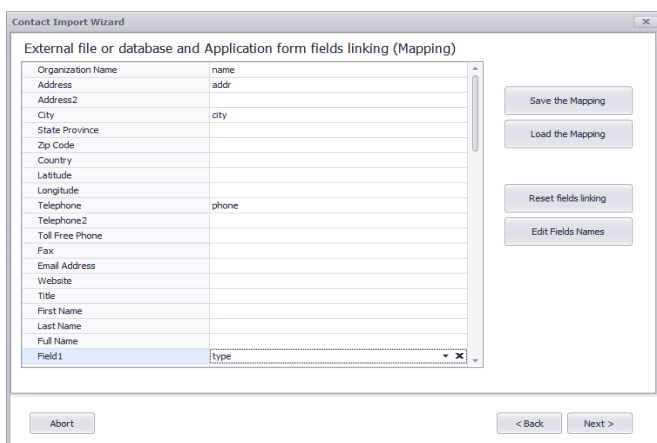 Contact Import Wizard
External file or database and Application form fields linking (Mapping)
Organization Name name
Address addr
Address2
City city
State Province
Zip Code
Country
Latitude
Longitude
Telephone phone
Telephone2
Toll Free Phone
Fax
Email Address
Website
Title
First Name
Last Name
Full Name
Field1 type
Save the Mapping
Load the Mapping
Reset fields linking
Edit Fields Names
Abort
< Back
Next >